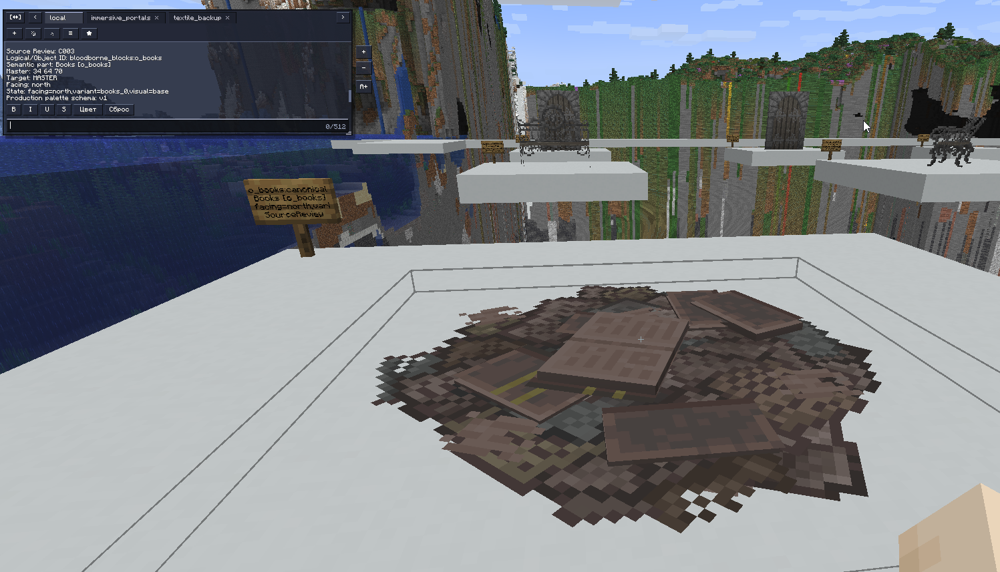 [↔] < local immersive_portals × textile_backup × >
+ ≡ ★
Source Review: C003
Logical/Object ID: bloodborne_blocks:o_books
Semantic part: Books [o_books]
Master: 34 64 70
Target: MASTER
Facing: north
State: facing=north,variant=books_0,visual=base
Production palette schema: v1
B I U S Цвет Сброс
0/512
+
-
A+
o_books:canonical
Books [o_books]
facing=north,vari
SourceReview